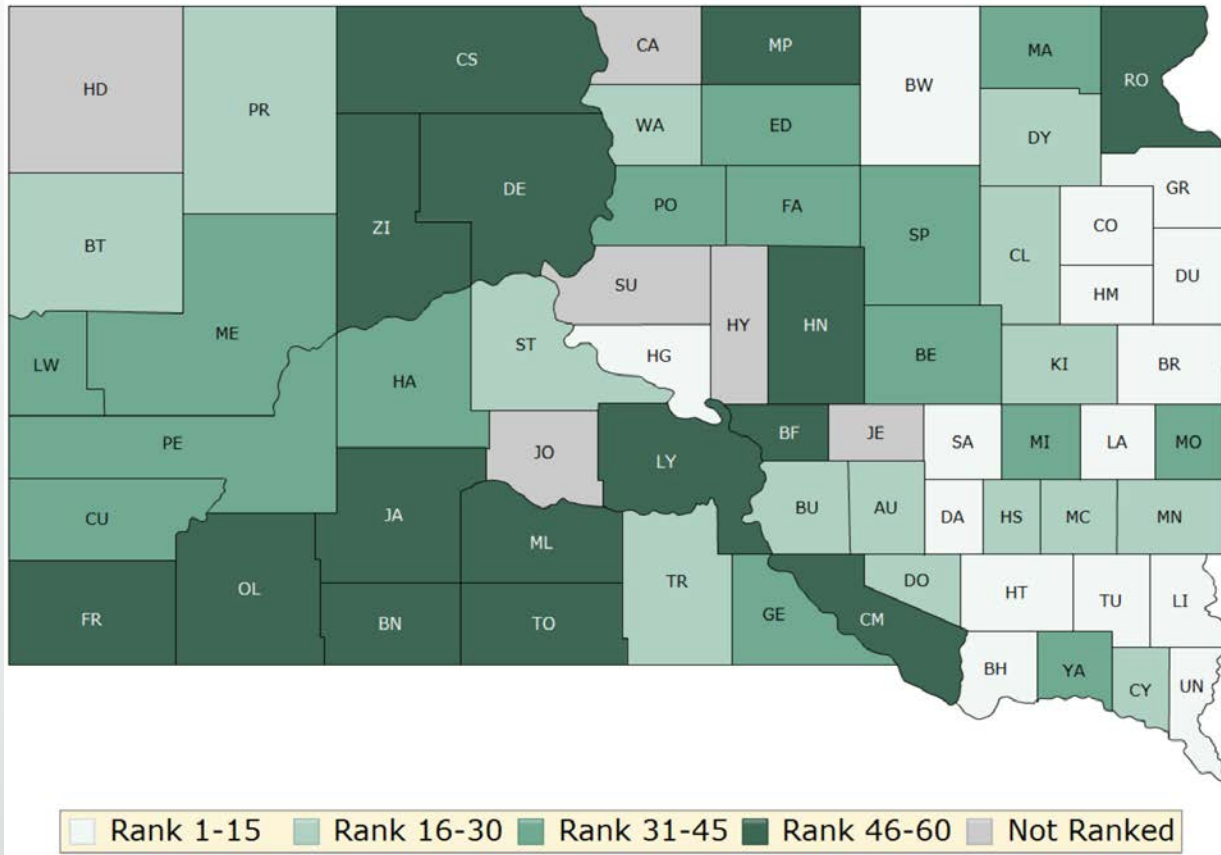 HD
PR
CS
CA
MP
BW
MA
RO
WA
ED
DY
BT
ZI
DE
PO
FA
SP
CL
CO
GR
DU
HM
ME
SU
HY
HN
LW
HA
ST
HG
BE
KI
BR
PE
JO
LY
BF
JE
SA
MI
LA
MO
CU
JA
ML
BU
AU
DA
HS
MC
MN
FR
OL
BN
TO
TR
GE
CM
DO
HT
TU
LI
BH
YA
CY
UN
Rank 1-15 Rank 16-30 Rank 31-45 Rank 46-60 Not Ranked